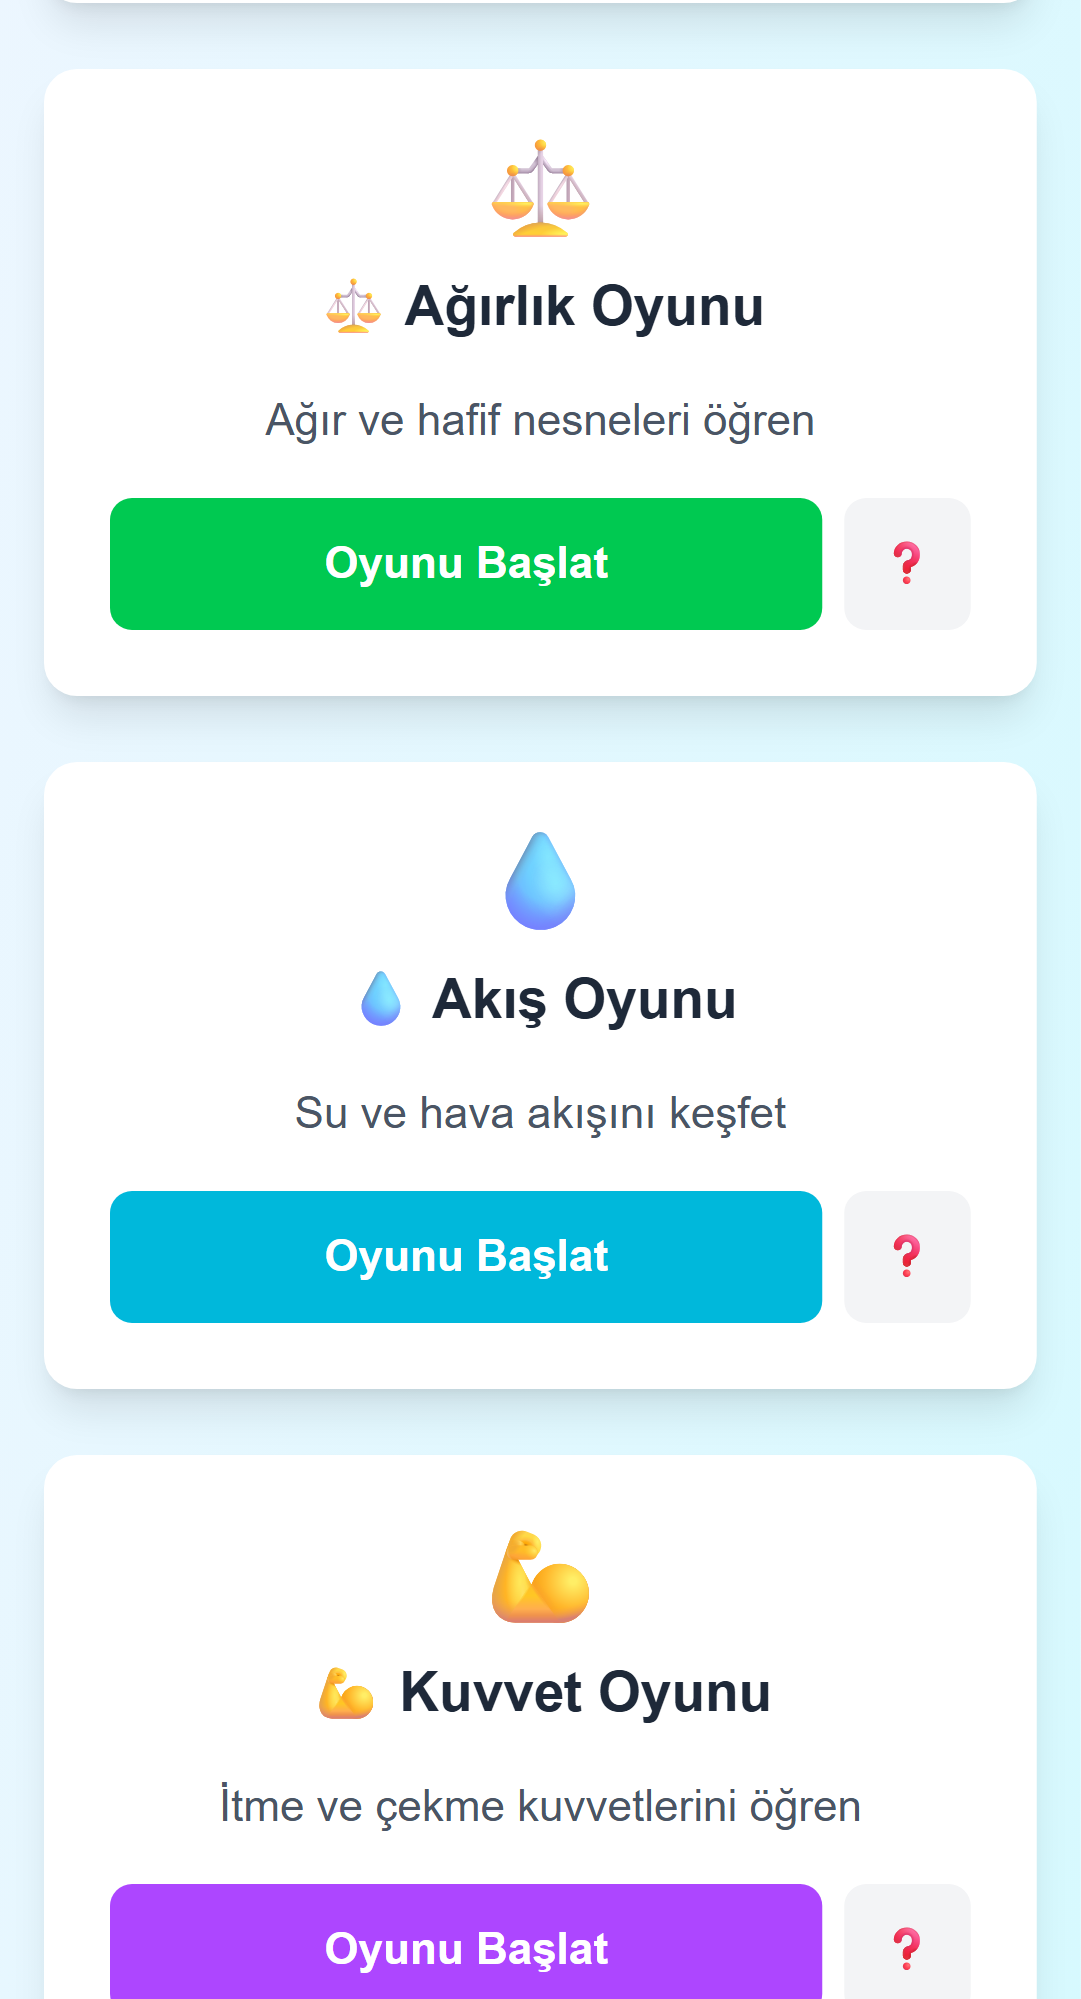 ⚖️ Ağırlık Oyunu
Ağır ve hafif nesneleri öğren
Oyunu Başlat ❓
💧 Akış Oyunu
Su ve hava akışını keşfet
Oyunu Başlat ❓
💪 Kuvvet Oyunu
İtme ve çekme kuvvetlerini öğren
Oyunu Başlat ❓